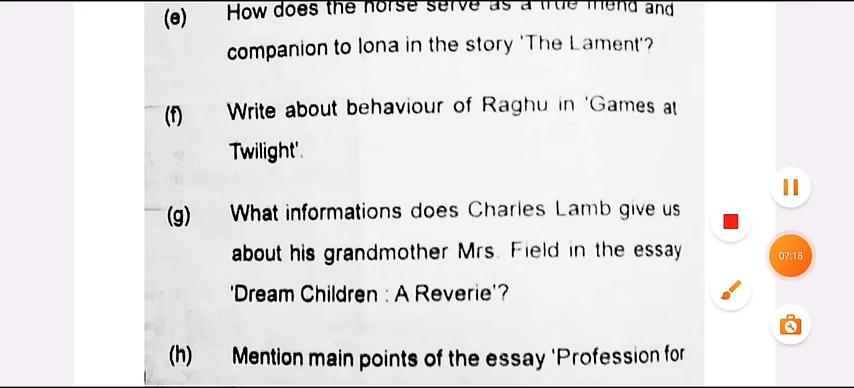 (e) How does the horse serve as a true friend and
companion to Iona in the story 'The Lament'?
(f) Write about behaviour of Raghu in 'Games at
Twilight'.
(g) What informations does Charles Lamb give us
about his grandmother Mrs. Field in the essay
'Dream Children : A Reverie'?
(h) Mention main points of the essay 'Profession for
07:18